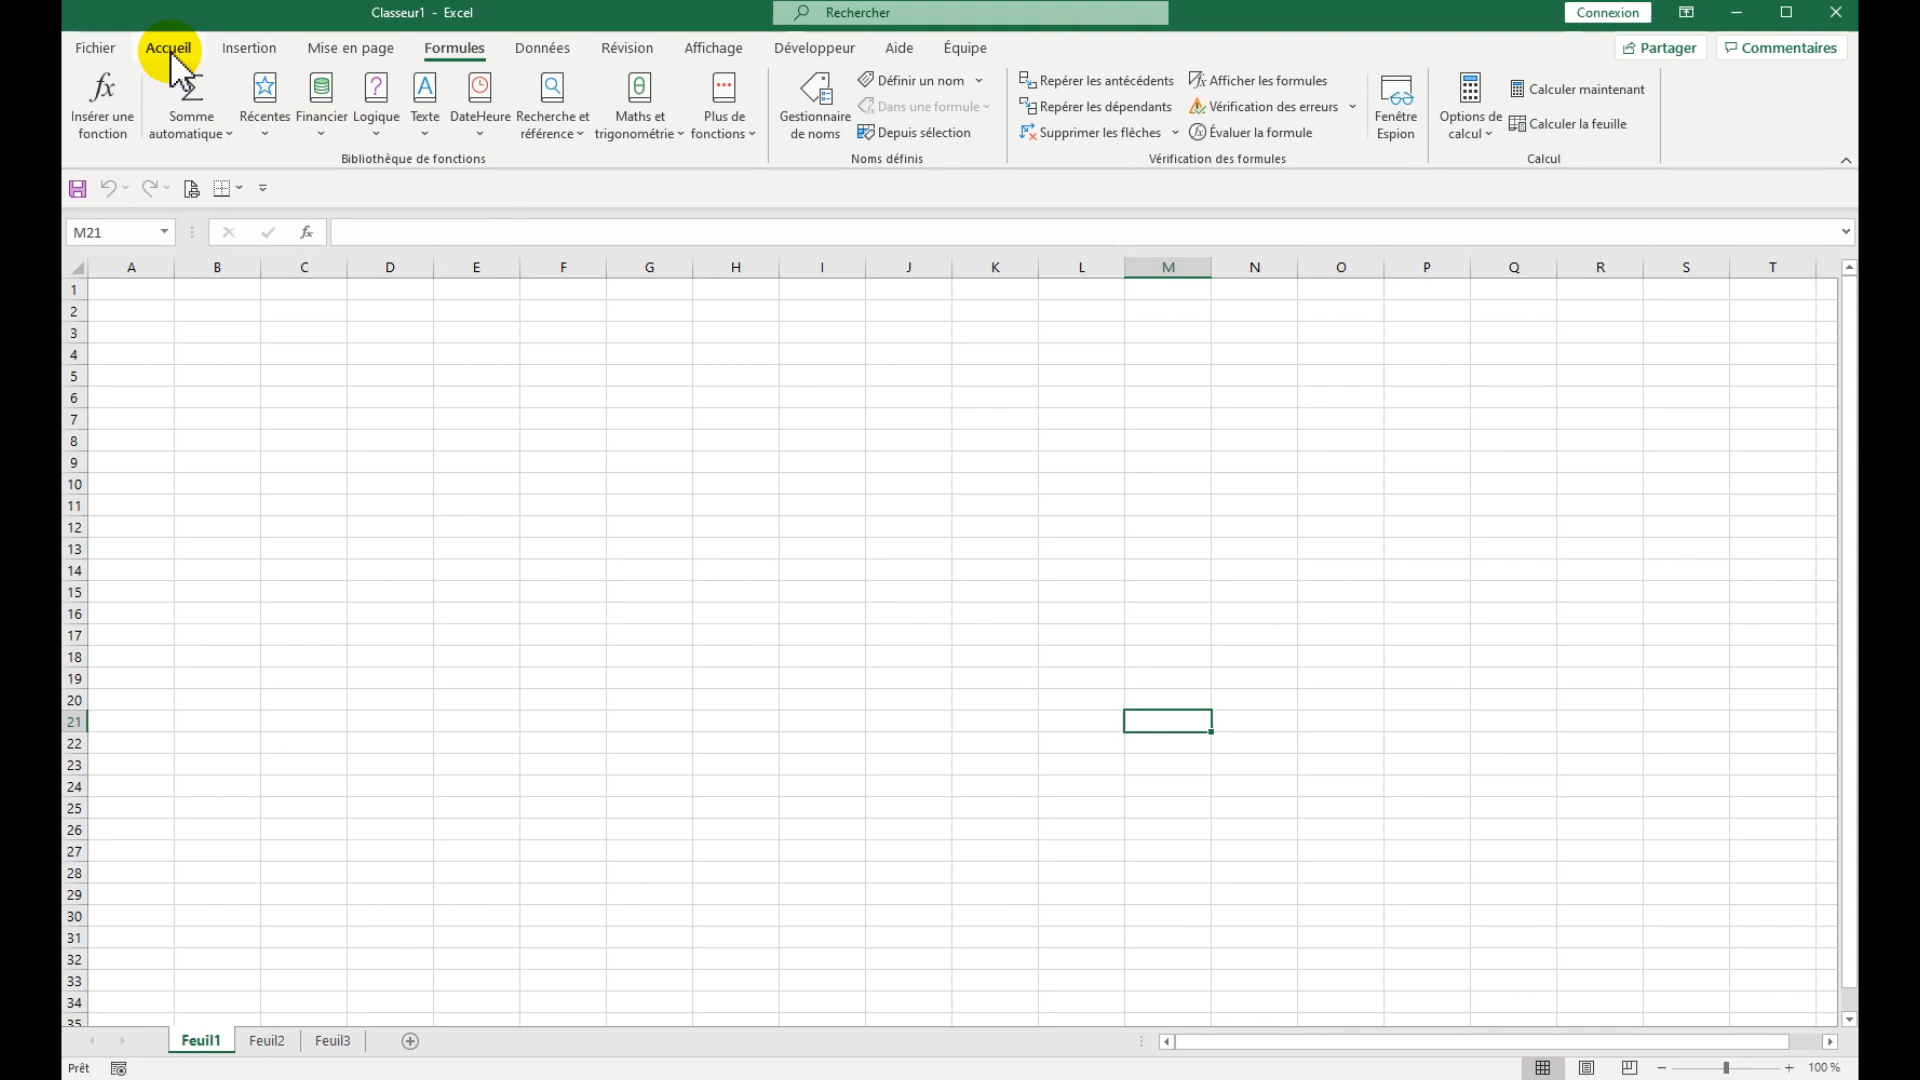 Classeur1 - Excel
Rechercher
Connexion
Fichier Accueil Insertion Mise en page Formules Données Révision Affichage Développeur Aide Équipe
Partager Commentaires
Insérer une fonction
Somme automatique
Récentes
Financier
Logique
Texte
DateHeure
Recherche et référence
Maths et trigonométrie
Plus de fonctions
Bibliothèque de fonctions
Gestionnaire de noms
Définir un nom
Dans une formule
Depuis sélection
Noms définis
Repérer les antécédents
Repérer les dépendants
Supprimer les flèches
Afficher les formules
Vérification des erreurs
Évaluer la formule
Vérification des formules
Fenêtre Espion
Options de calcul
Calculer maintenant
Calculer la feuille
Calcul
M21
fx
A B C D E F G H I J K L M N O P Q R S T
1
2
3
4
5
6
7
8
9
10
11
12
13
14
15
16
17
18
19
20
21
22
23
24
25
26
27
28
29
30
31
32
33
34
35
Feuil1 Feuil2 Feuil3
Prêt
100 %